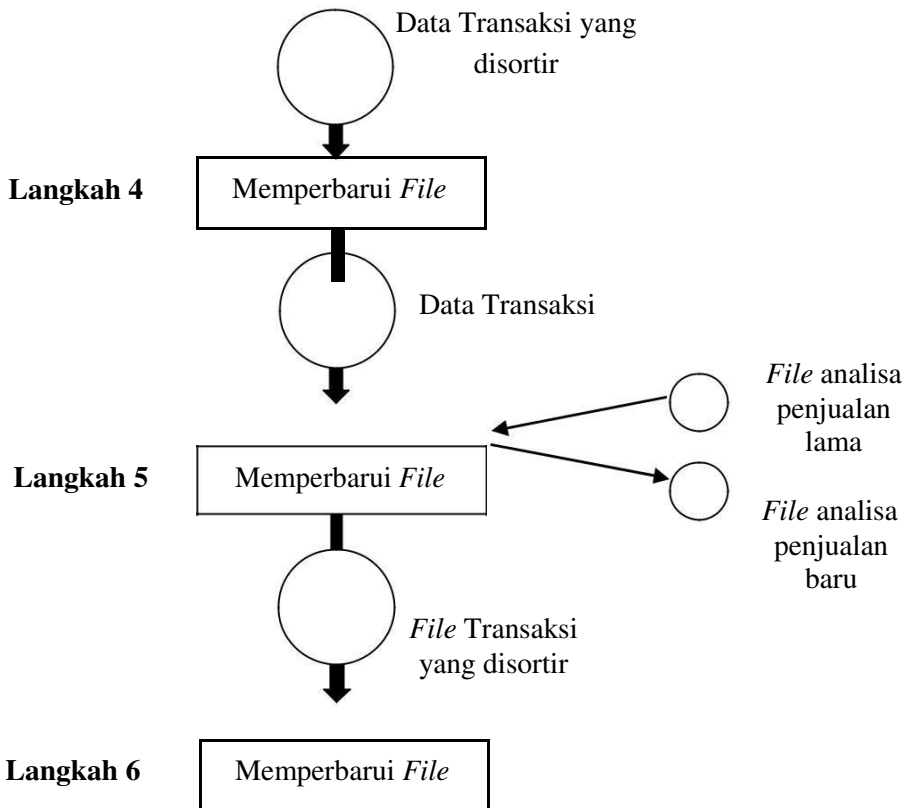 Data Transaksi yang
disortir
Langkah 4
Memperbarui File
Data Transaksi
File analisa
penjualan
lama
Langkah 5
Memperbarui File
File analisa
penjualan
baru
File Transaksi
yang disortir
Langkah 6
Memperbarui File